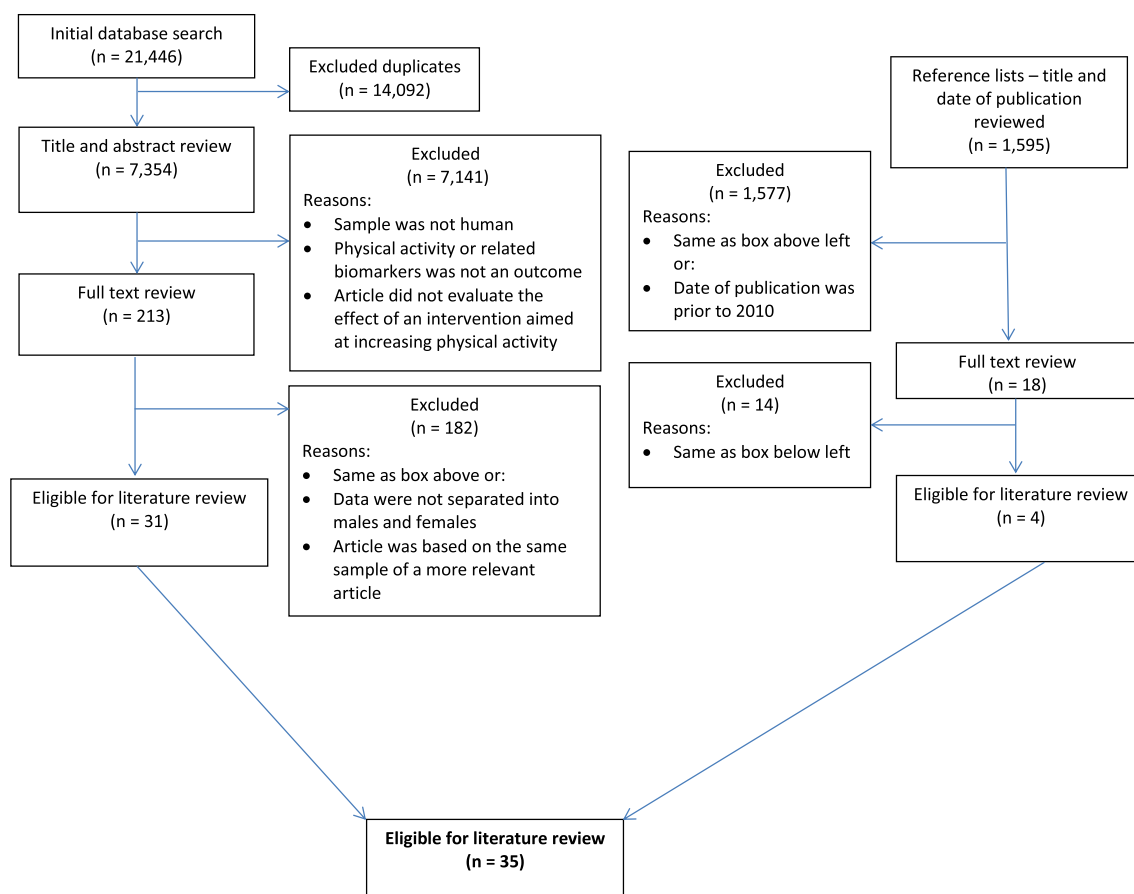 Initial database search
(n = 21,446)
Excluded duplicates
(n = 14,092)
Title and abstract review
(n = 7,354)
Excluded
(n = 7,141)
Reasons:
• Sample was not human
• Physical activity or related
biomarkers was not an outcome
• Article did not evaluate the
effect of an intervention aimed
at increasing physical activity
Full text review
(n = 213)
Excluded
(n = 182)
Reasons:
• Same as box above or:
• Data were not separated into
males and females
• Article was based on the same
sample of a more relevant
article
Eligible for literature review
(n = 31)
Reference lists – title and
date of publication
reviewed
(n = 1,595)
Excluded
(n = 1,577)
Reasons:
• Same as box above left
or:
• Date of publication was
prior to 2010
Full text review
(n = 18)
Excluded
(n = 14)
Reasons:
• Same as box below left
Eligible for literature review
(n = 4)
Eligible for literature review
(n = 35)